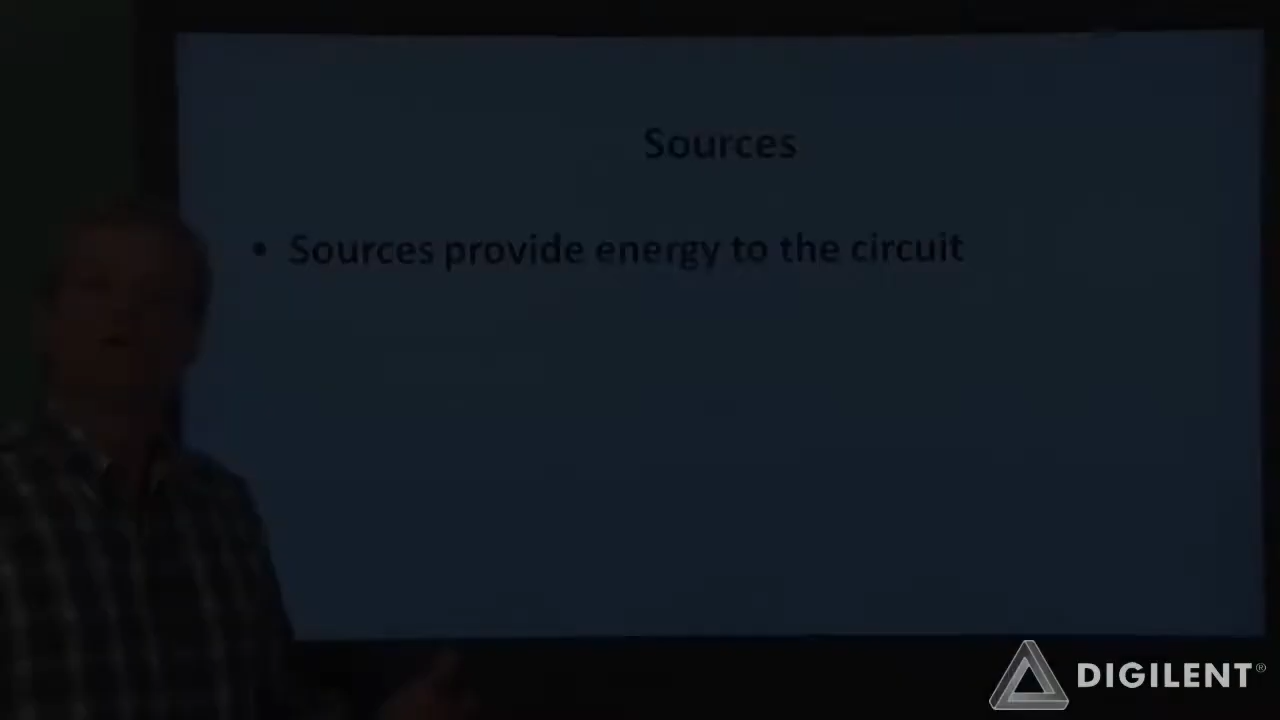 Sources
• Sources provide energy to the circuit
DIGILENT®